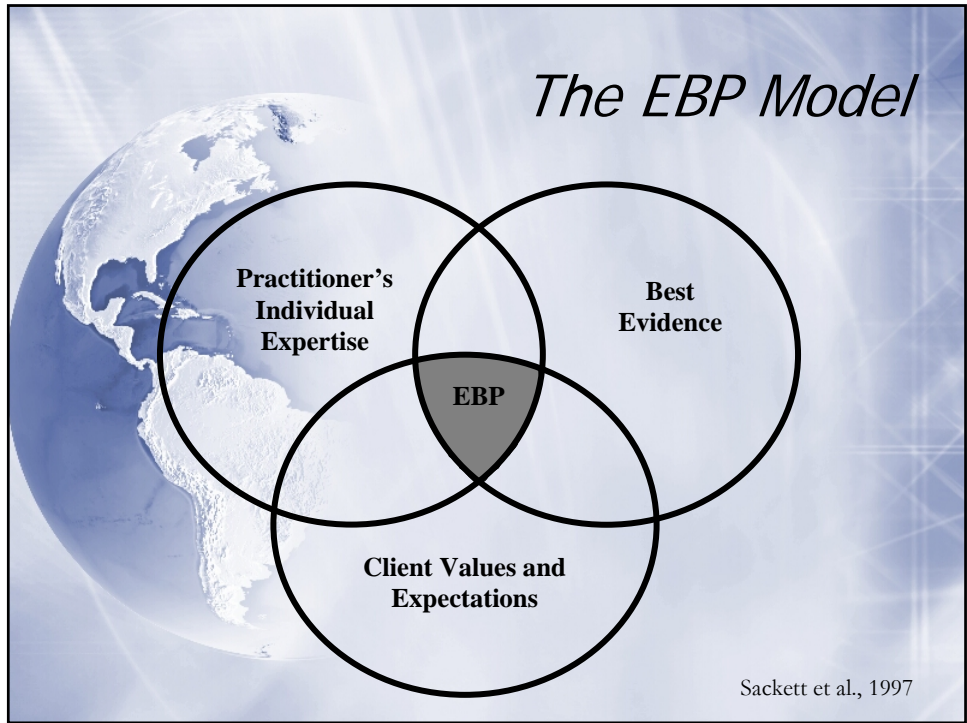 The EBP Model
Practitioner’s
Individual
Expertise
Best
Evidence
EBP
Client Values and
Expectations
Sackett et al., 1997